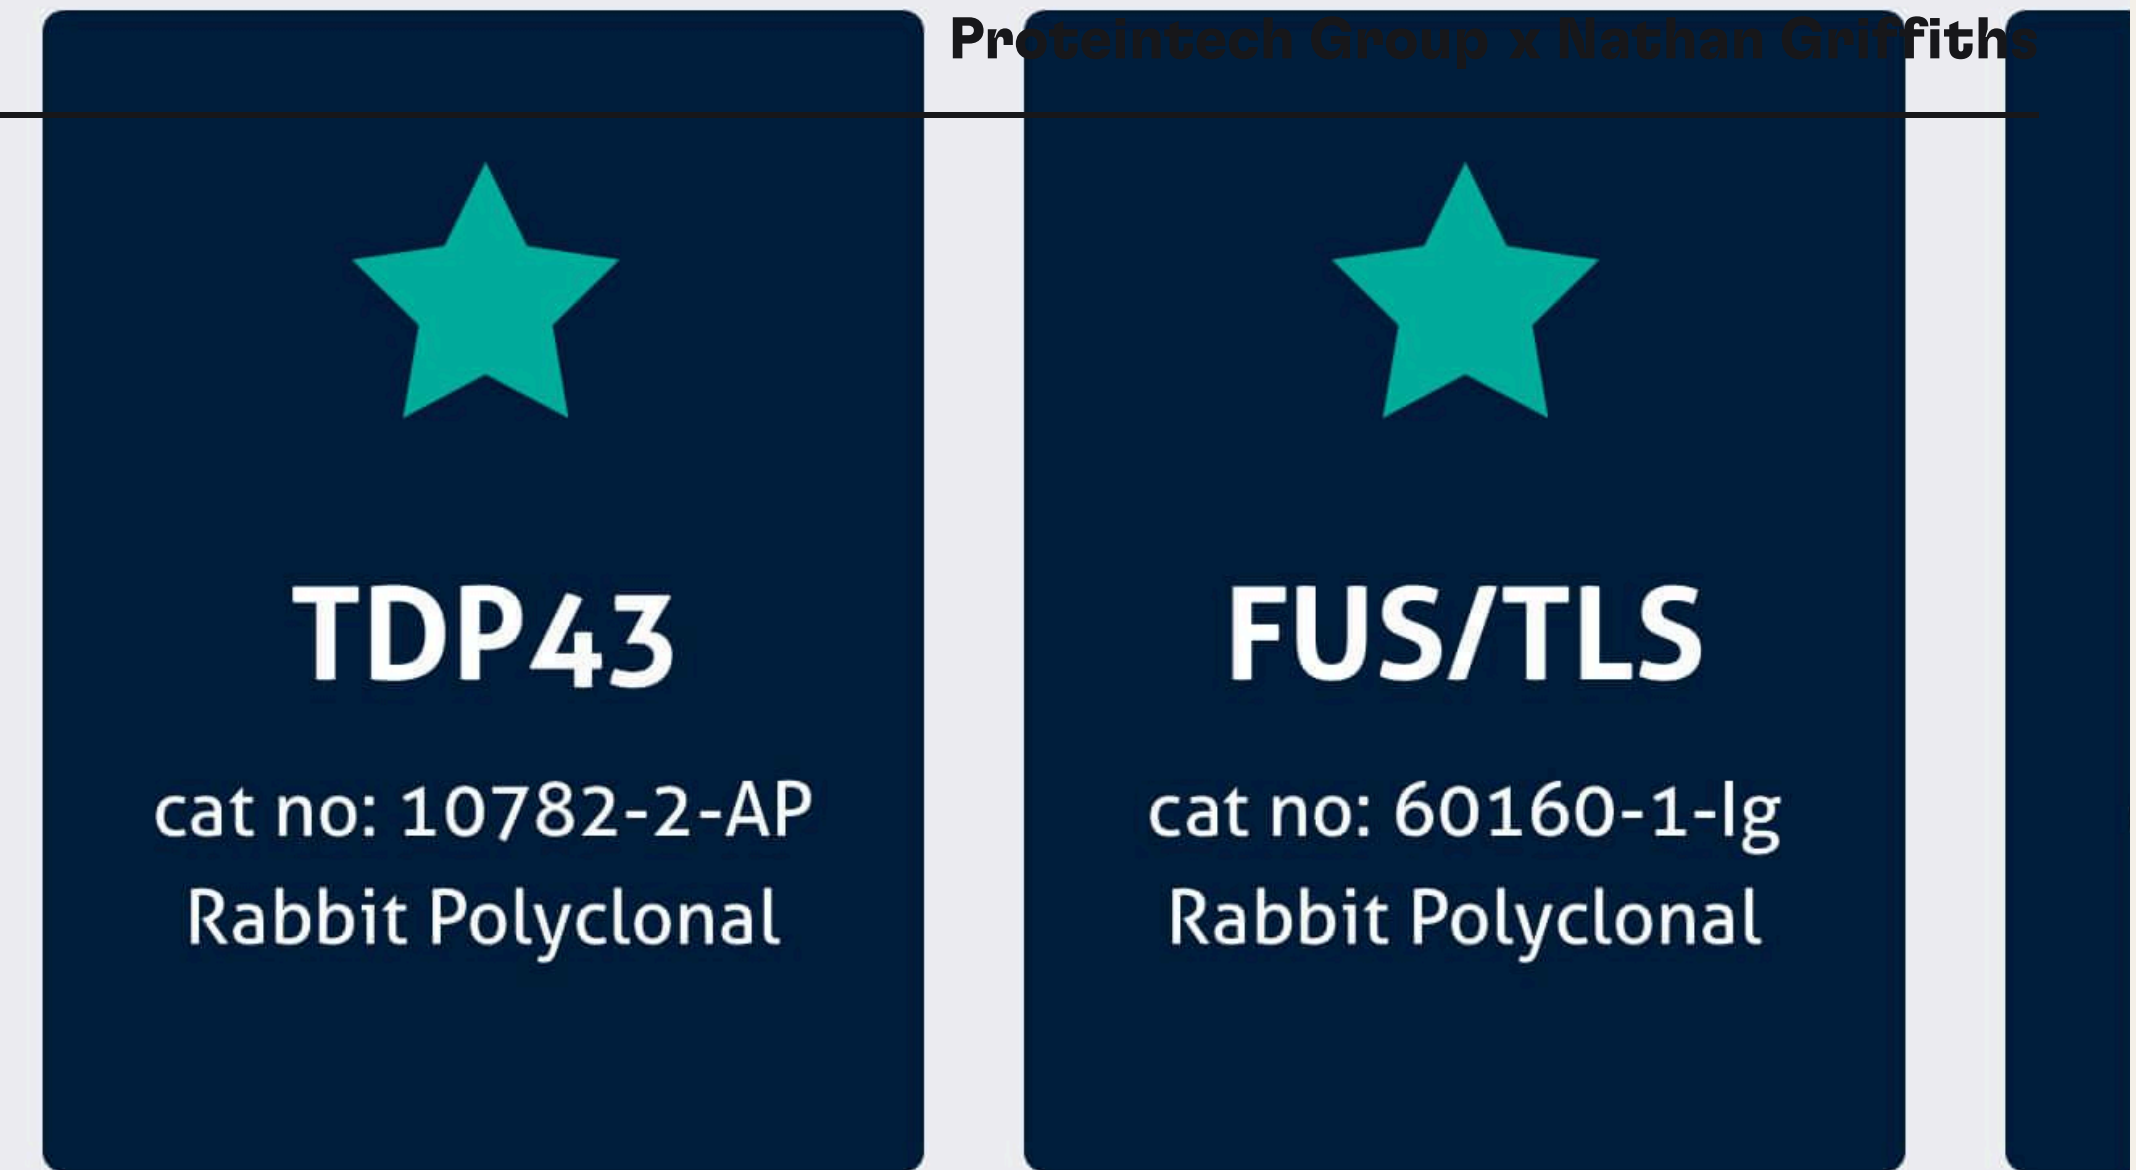 Proteintech Group x Nathan Griffiths
TDP43
cat no: 10782-2-AP
Rabbit Polyclonal
FUS/TLS
cat no: 60160-1-Ig
Rabbit Polyclonal